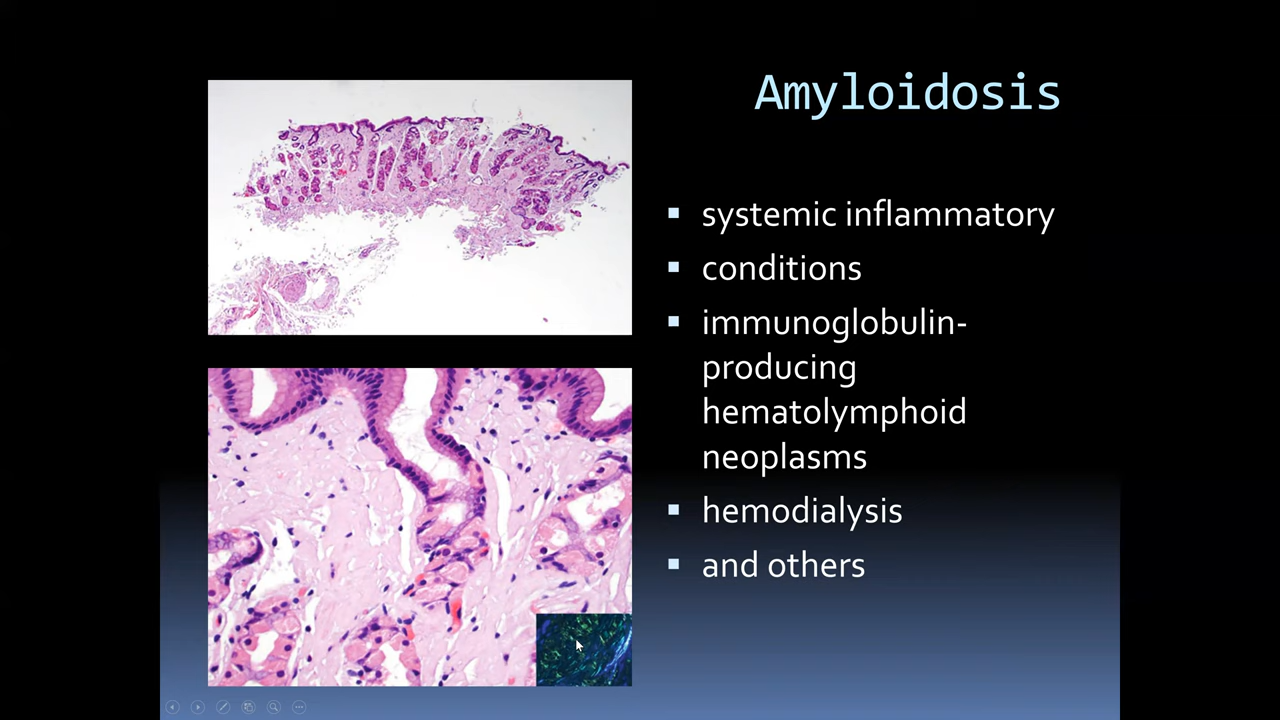 Amyloidosis
▪ systemic inflammatory
▪ conditions
▪ immunoglobulin-
producing
hematolymphoid
neoplasms
▪ hemodialysis
▪ and others